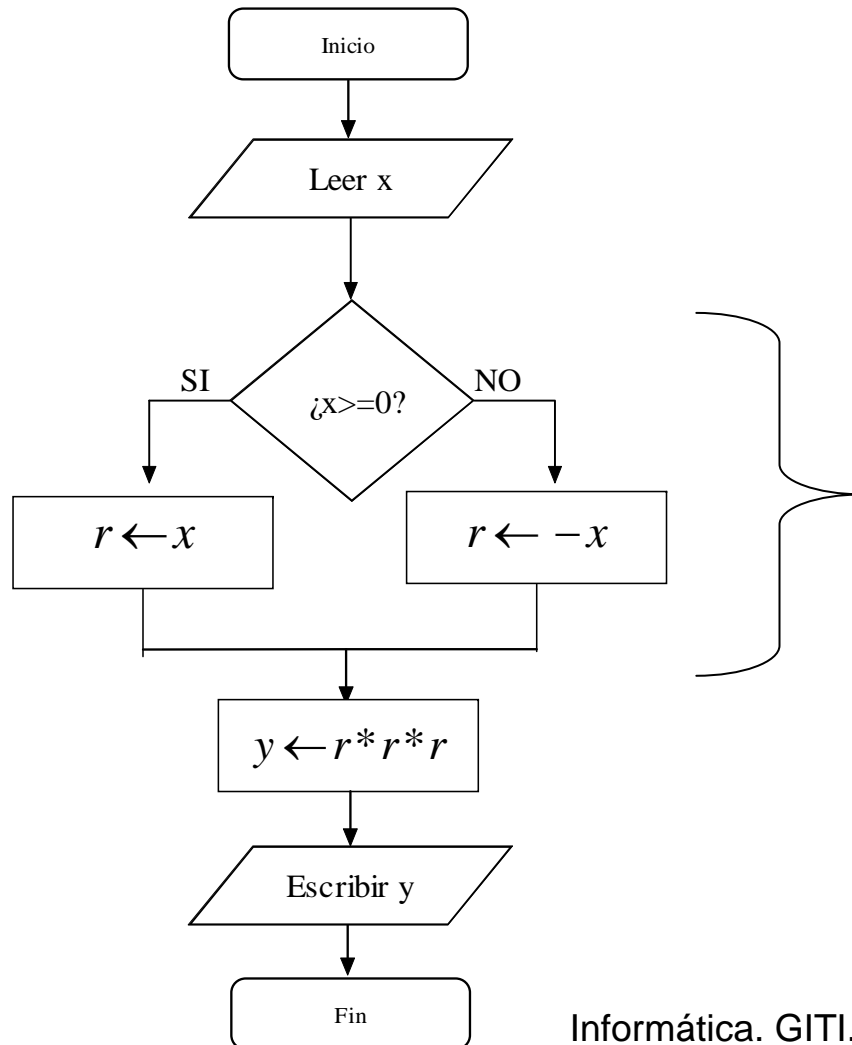 Inicio
Leer x
SI
NO
¿x>=0?
r ← x
r ← −x
y ← r*r*r
Escribir y
Fin
Informática. GITI.